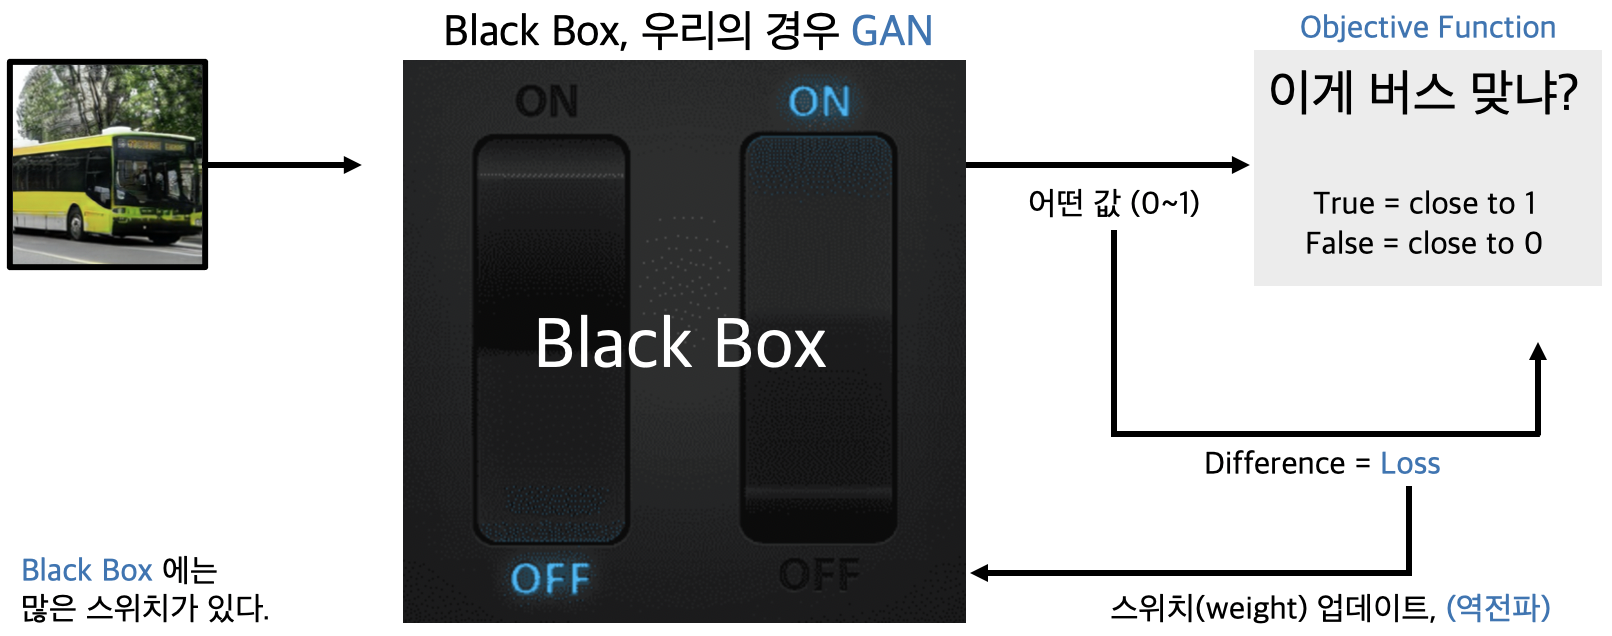 Black Box, 우리의 경우 GAN
Objective Function
이게 버스 맞냐?
True = close to 1
False = close to 0
ON
ON
Black Box
OFF
OFF
어떤 값 (0~1)
Difference = Loss
스위치(weight) 업데이트, (역전파)
Black Box 에는
많은 스위치가 있다.